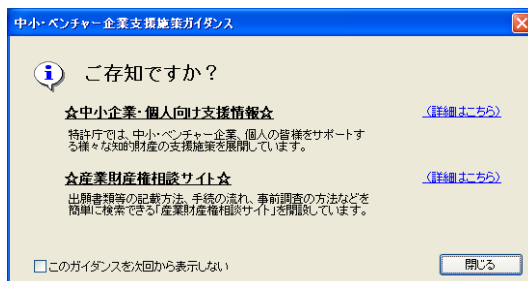 中小・ベンチャー企業支援施策ガイダンス
ご存知ですか？
☆中小企業・個人向け支援情報☆
（詳細はこちら）
特許庁では、中小・ベンチャー企業、個人の皆様をサポートす
る様々な知的財産の支援施策を展開しています。
☆産業財産権相談サイト☆
（詳細はこちら）
出願書類等の記載方法、手続の流れ、事前調査の方法などを
簡単に検索できる「産業財産権相談サイト」を開設しています。
このガイダンスを次回から表示しない
閉じる